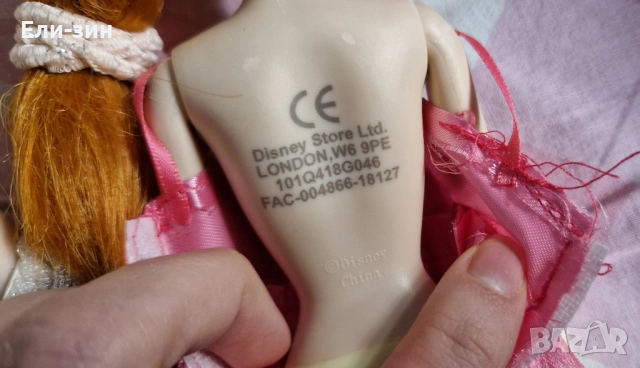 Ели-зин
CE
Disney Store Ltd.
LONDON,W6 9PE
101Q418G046
FAC-004866-18127
©Disney
China
BAZAR